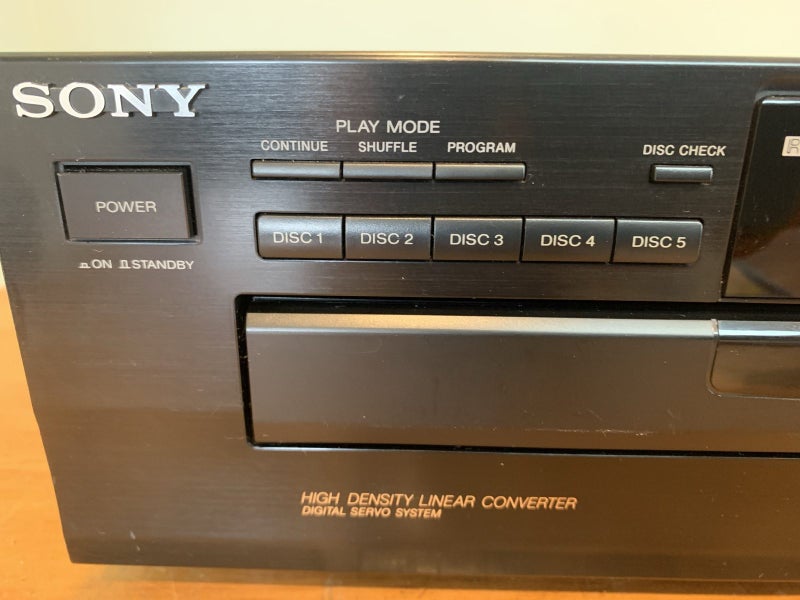 SONY
PLAY MODE
CONTINUE SHUFFLE PROGRAM
DISC CHECK
POWER
DISC 1 DISC 2 DISC 3 DISC 4 DISC 5
ON STANDBY
HIGH DENSITY LINEAR CONVERTER
DIGITAL SERVO SYSTEM